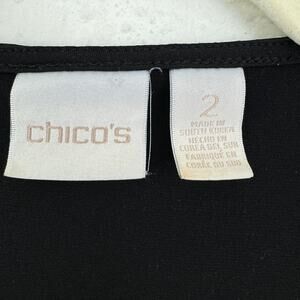 chico's
2
MADE IN
SOUTH KOREA
HECHO EN
COREA DEL SUR
FABRIQUÉ EN
CORÉE DU SUD